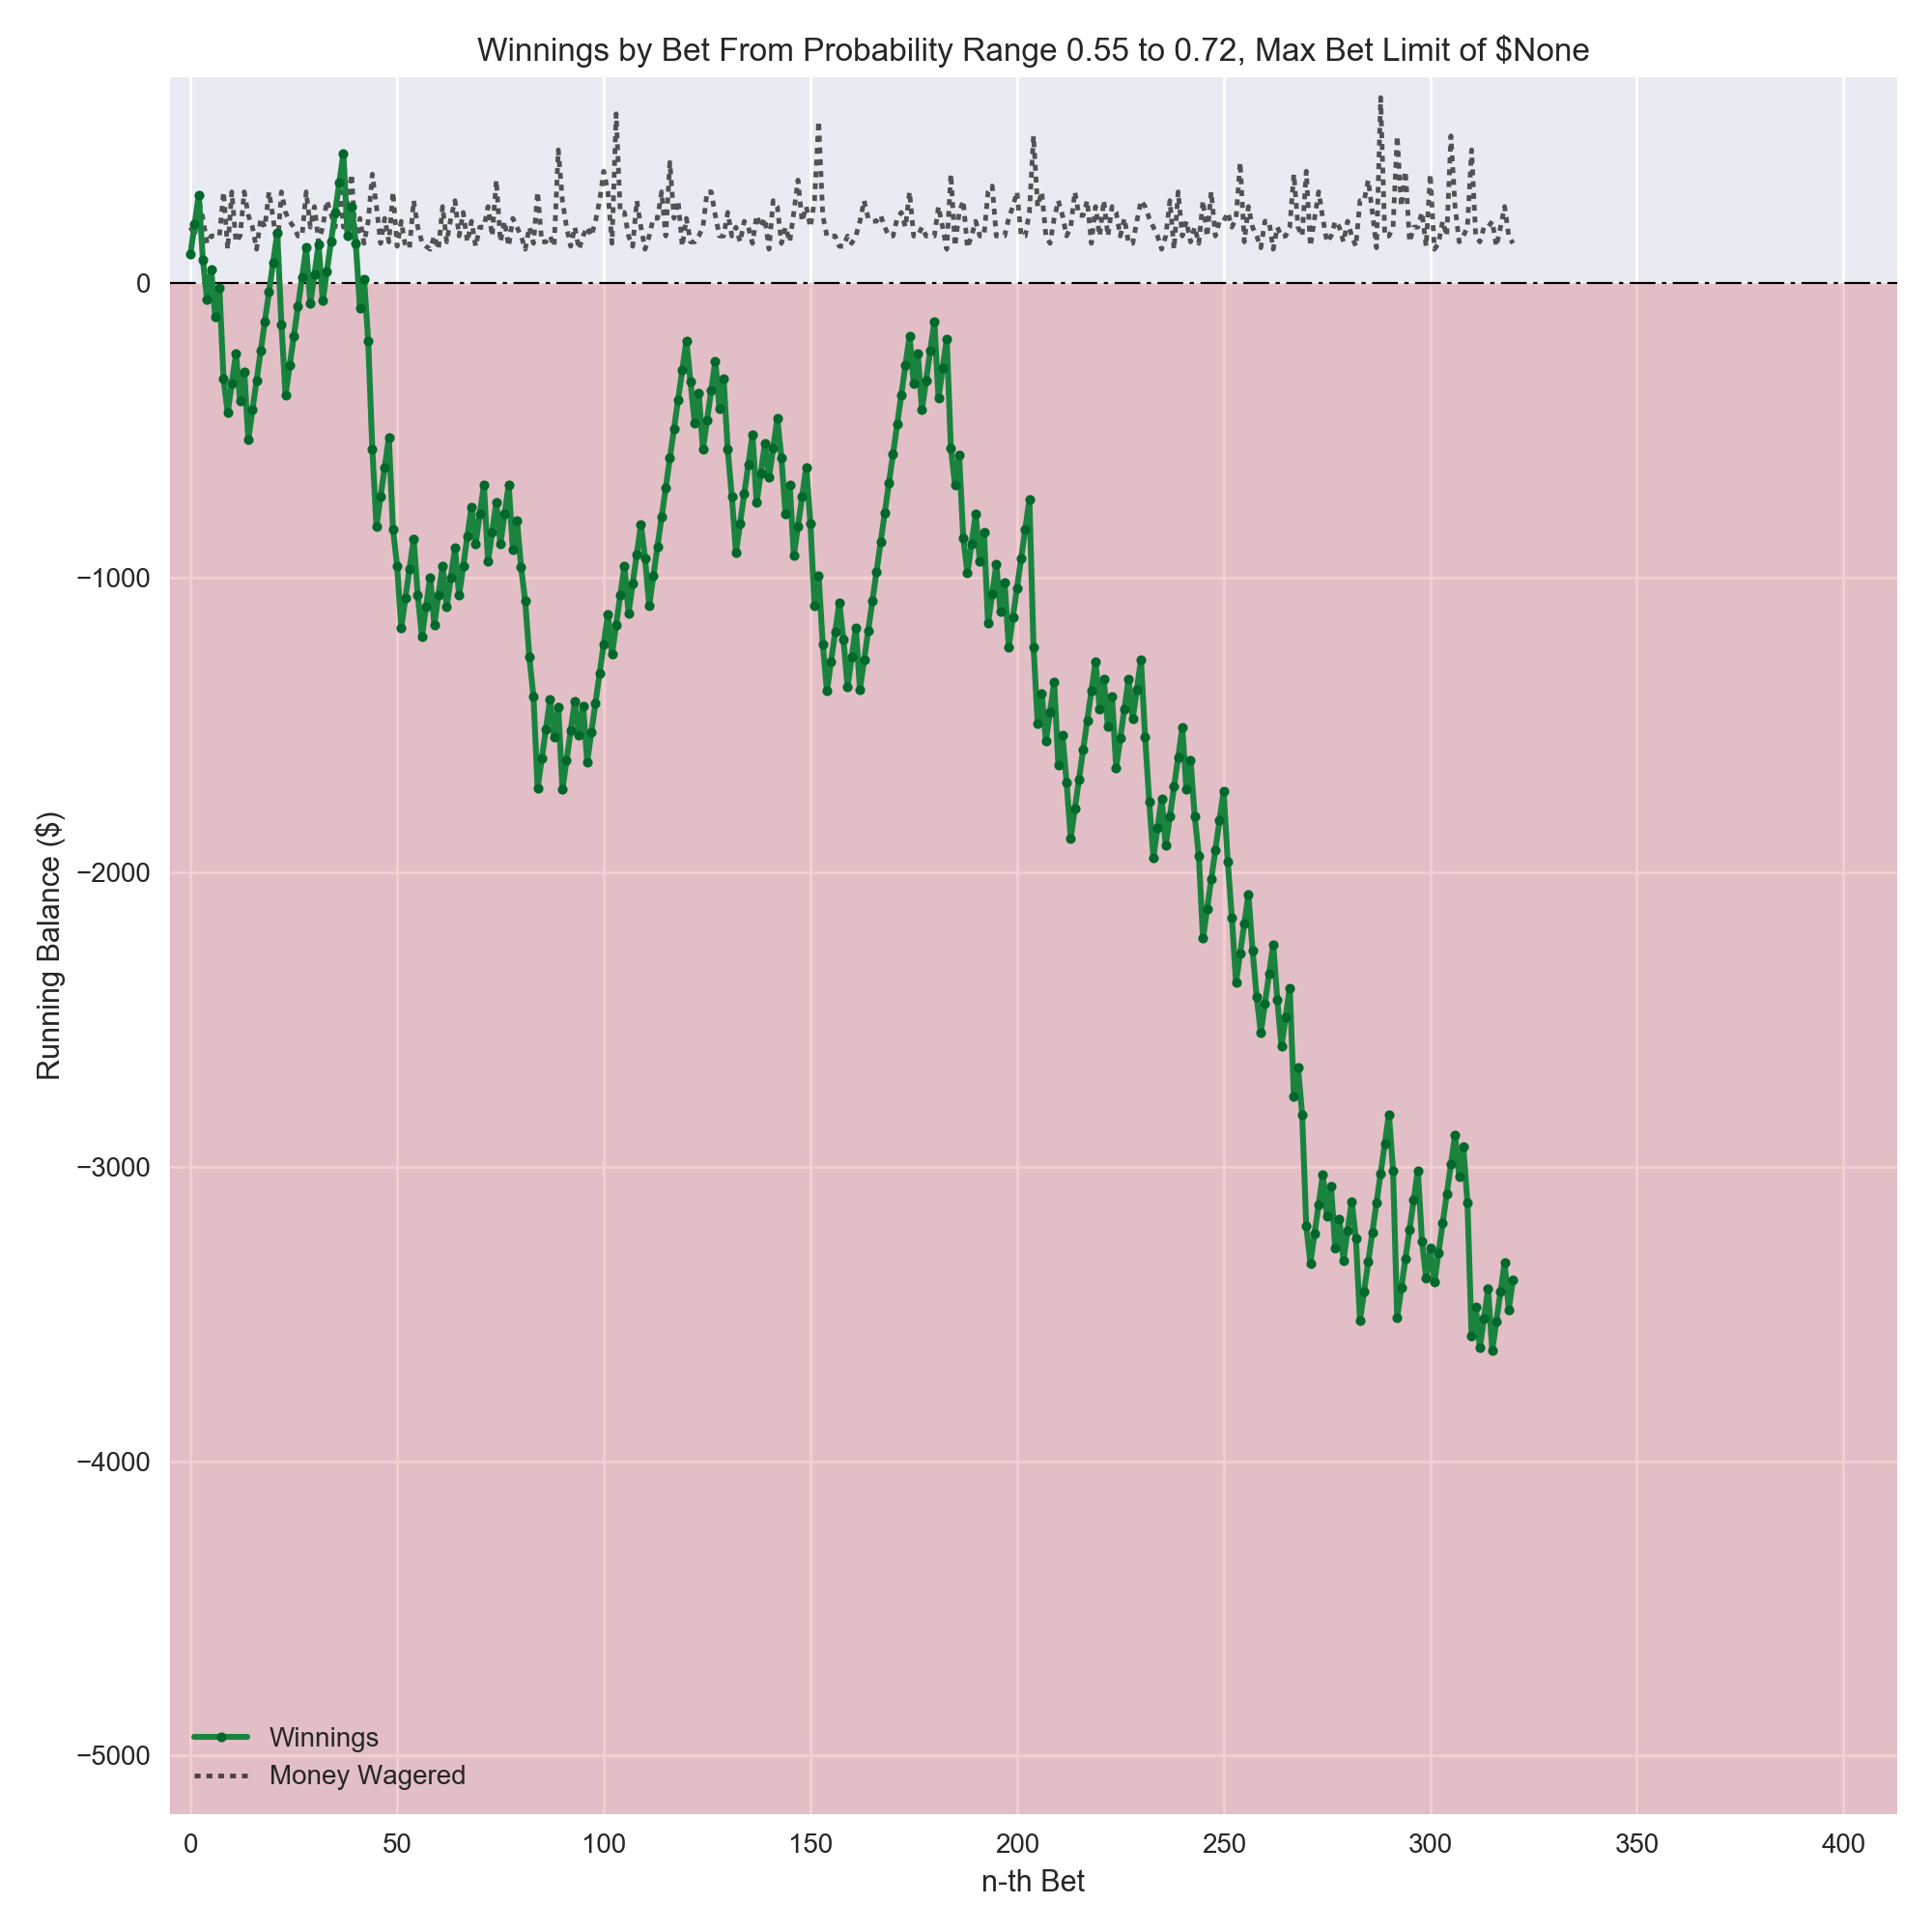 Winnings by Bet From Probability Range 0.55 to 0.72, Max Bet Limit of $None
Running Balance ($)
0
−1000
−2000
−3000
−4000
−5000
Winnings
Money Wagered
0 50 100 150 200 250 300 350 400
n-th Bet